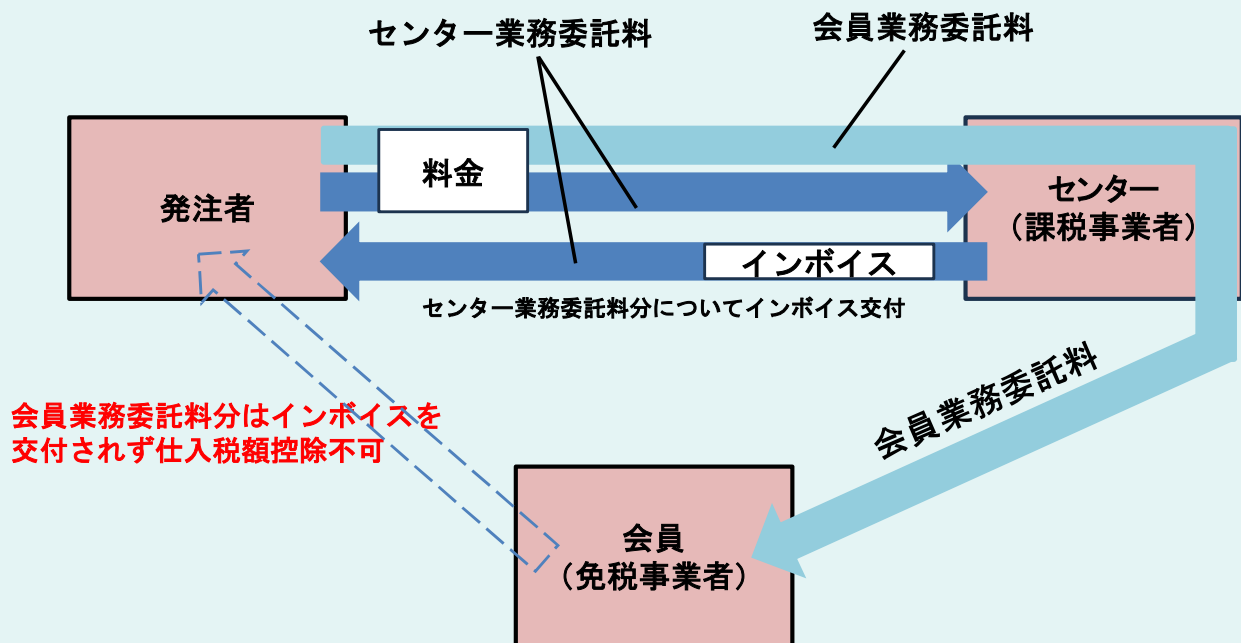 センター業務委託料
会員業務委託料
発注者
料金
センター
（課税事業者）
インボイス
センター業務委託料分についてインボイス交付
会員業務委託料
会員業務委託料分はインボイスを
交付されず仕入税額控除不可
会員
（免税事業者）